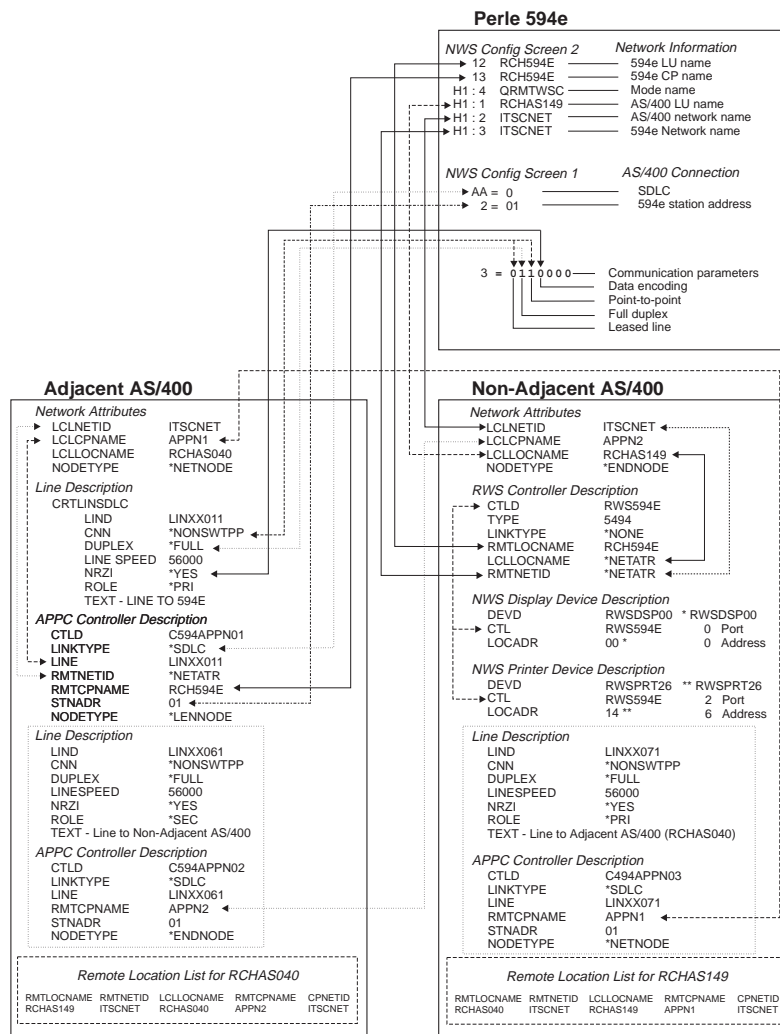 Perle 594e
NWS Config Screen 2 Network Information
12 RCH594E 594e LU name
13 RCH594E 594e CP name
H1 : 4 QRMTWSC Mode name
H1 : 1 RCHAS149 AS/400 LU name
H1 : 2 ITSCNET AS/400 network name
H1 : 3 ITSCNET 594e Network name
NWS Config Screen 1 AS/400 Connection
AA = 0 SDLC
2 = 01 594e station address
3 = 0110000 Communication parameters
Data encoding
Point-to-point
Full duplex
Leased line
Adjacent AS/400
Network Attributes
LCLNETID ITSCNET
LCLCPNAME APPN1
LCLLOCNAME RCHAS040
NODETYPE *NETNODE
Line Description
CRTLINSDLC
LIND LINXX011
CNN *NONSWTPP
DUPLEX *FULL
LINE SPEED 56000
NRZI *YES
ROLE *PRI
TEXT - LINE TO 594E
APPC Controller Description
CTLD C594APPN01
LINKTYPE *SDLC
LINE LINXX011
RMTNETID *NETATR
RMTCPNAME RCH594E
STNADR 01
NODETYPE *LENNODE
Line Description
LIND LINXX061
CNN *NONSWTPP
DUPLEX *FULL
LINESPEED 56000
NRZI *YES
ROLE *SEC
TEXT - Line to Non-Adjacent AS/400
APPC Controller Description
CTLD C594APPN02
LINKTYPE *SDLC
LINE LINXX061
RMTCPNAME APPN2
STNADR 01
NODETYPE *ENDNODE
Remote Location List for RCHAS040
RMTLOCNAME RMTNETID LCLLOCNAME RMTCPNAME CPNETID
RCHAS149 ITSCNET RCHAS040 APPN2 ITSCNET
Non-Adjacent AS/400
Network Attributes
LCLNETID ITSCNET
LCLCPNAME APPN2
LCLLOCNAME RCHAS149
NODETYPE *ENDNODE
RWS Controller Description
CTLD RWS594E
TYPE 5494
LINKTYPE *NONE
RMTLOCNAME RCH594E
LCLLOCNAME *NETATR
RMTNETID *NETATR
NWS Display Device Description
DEVD RWSDSP00 * RWSDSP00
CTL RWS594E 0 Port
LOCADR 00 * 0 Address
NWS Printer Device Description
DEVD RWSPRT26 ** RWSPRT26
CTL RWS594E 2 Port
LOCADR 14 ** 6 Address
Line Description
LIND LINXX071
CNN *NONSWTPP
DUPLEX *FULL
LINESPEED 56000
NRZI *YES
ROLE *PRI
TEXT - Line to Adjacent AS/400 (RCHAS040)
APPC Controller Description
CTLD C494APPN03
LINKTYPE *SDLC
LINE LINXX071
RMTCPNAME APPN1
STNADR 01
NODETYPE *NETNODE
Remote Location List for RCHAS149
RMTLOCNAME RMTNETID LCLLOCNAME RMTCPNAME CPNETID
RCHAS040 ITSCNET RCHAS149 APPN1 ITSCNET